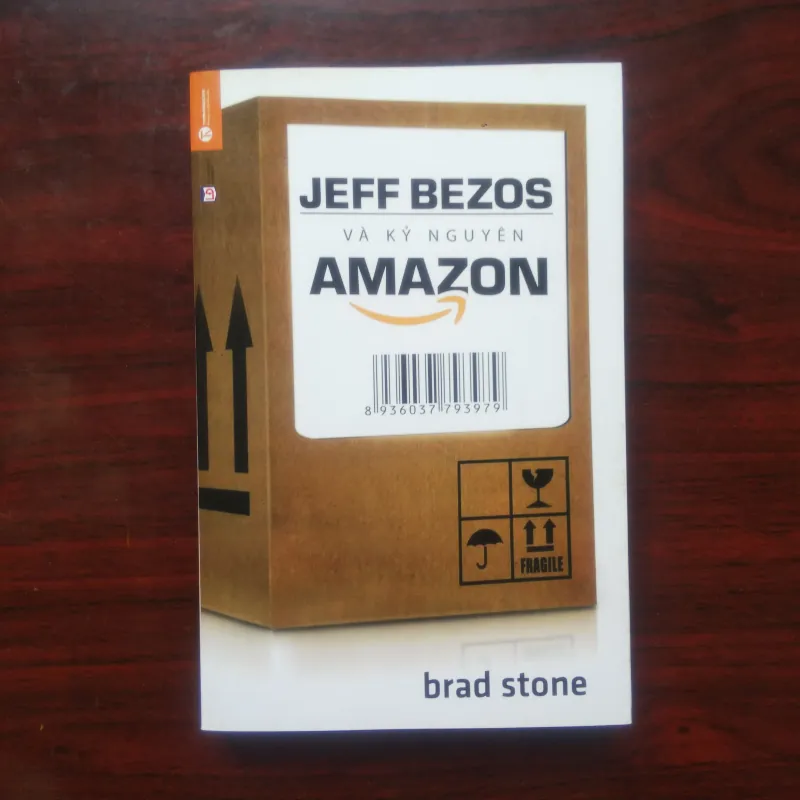 JEFF BEZOS
VÀ KỶ NGUYÊN
AMAZON
8 936037 793979
FRAGILE
brad stone